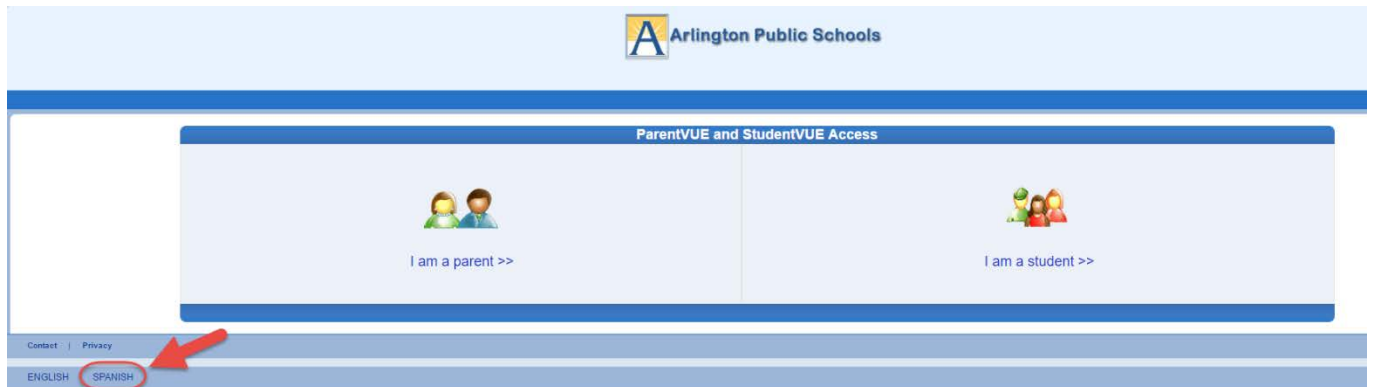 A Arlington Public Schools
ParentVUE and StudentVUE Access
I am a parent >>
I am a student >>
Contact | Privacy
ENGLISH SPANISH